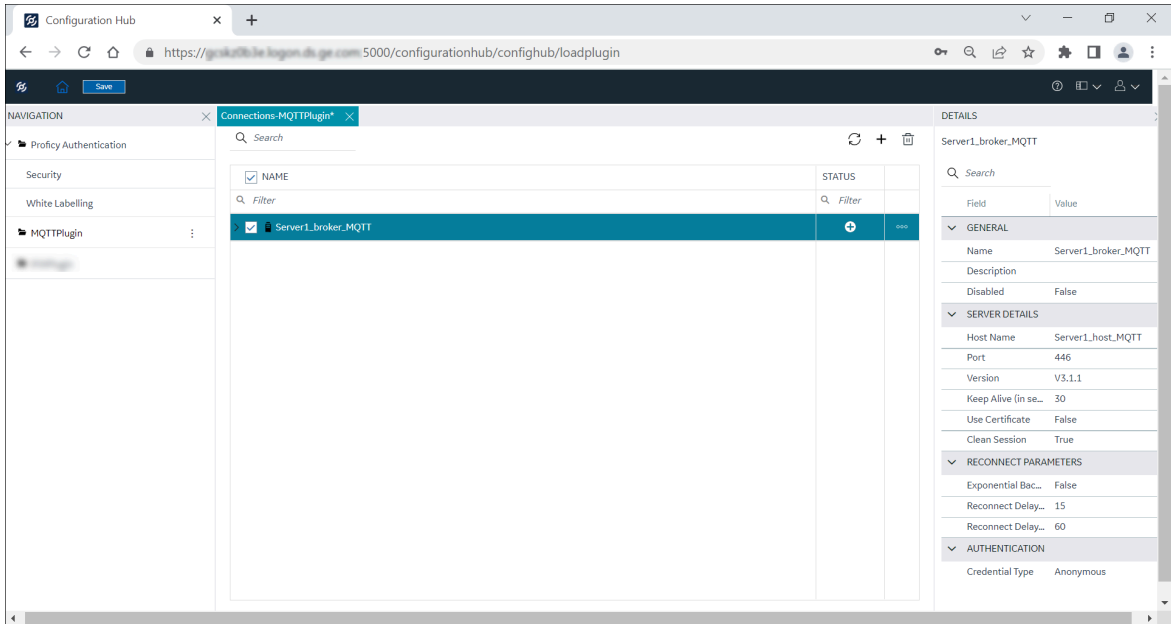 Configuration Hub
https:// :5000/configurationhub/confighub/loadplugin
Save
NAVIGATION
Proficy Authentication
Security
White Labelling
MQTTPlugin
Connections-MQTTPlugin*
Search
NAME
STATUS
Filter
Filter
Server1_broker_MQTT
DETAILS
Server1_broker_MQTT
Search
Field Value
GENERAL
Name Server1_broker_MQTT
Description
Disabled False
SERVER DETAILS
Host Name Server1_host_MQTT
Port 446
Version V3.1.1
Keep Alive (in se... 30
Use Certificate False
Clean Session True
RECONNECT PARAMETERS
Exponential Bac... False
Reconnect Delay... 15
Reconnect Delay... 60
AUTHENTICATION
Credential Type Anonymous